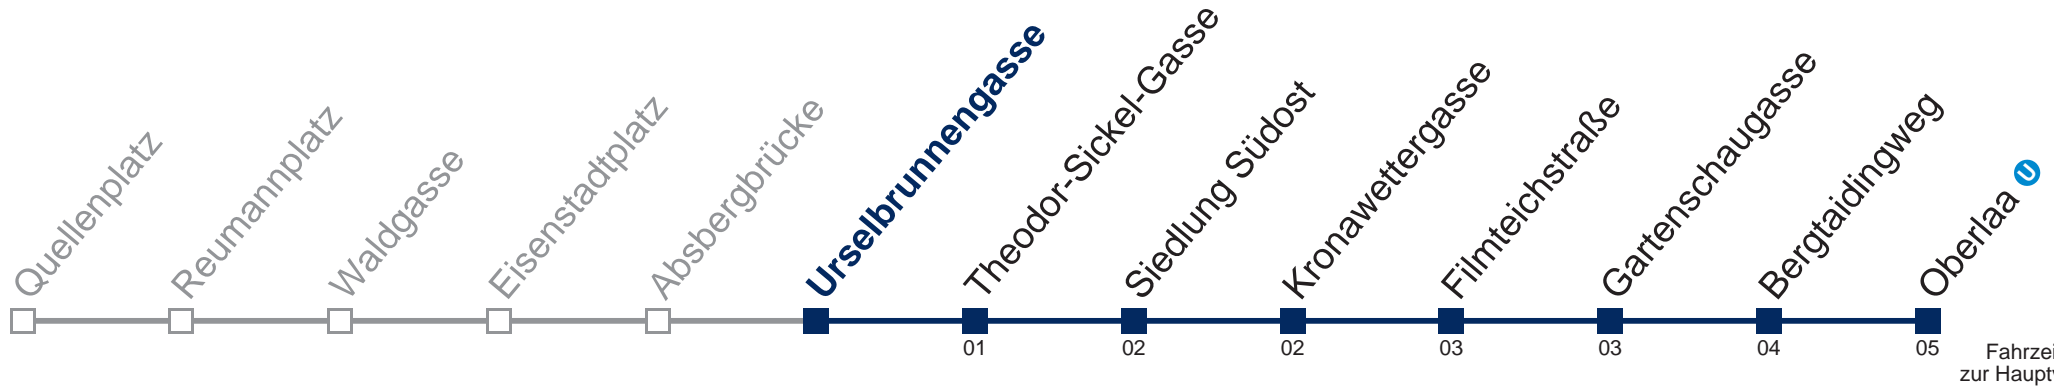 Quellenplatz
Reumannplatz
Waldgasse
Eisenstadtplatz
Absbergbrücke
Urselbrunnengasse
Theodor-Sickel-Gasse
Siedlung Südost
Kronawettergasse
Filmteichstraße
Gartenschaugasse
Bergtaidingweg
Oberlaa U
01 02 02 03 03 04 05
zur